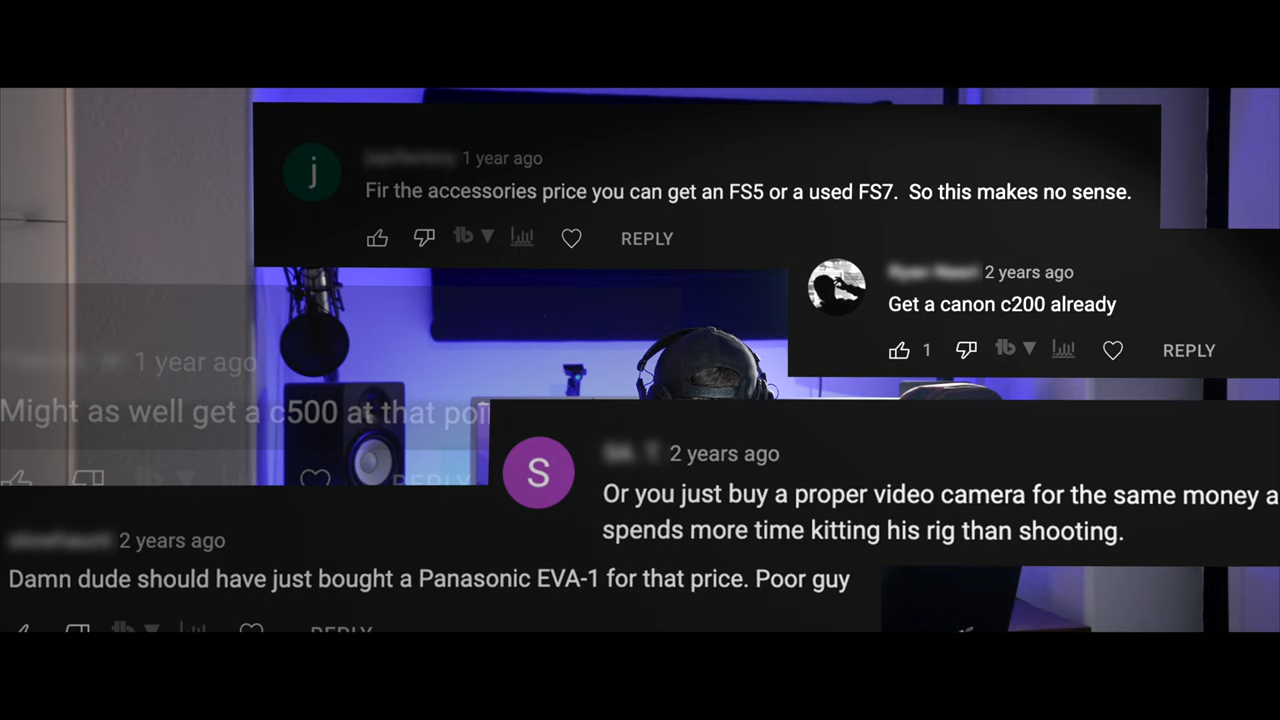 j
1 year ago
Fir the accessories price you can get an FS5 or a used FS7. So this makes no sense.
REPLY
2 years ago
Get a canon c200 already
1
REPLY
1 year ago
Might as well get a c500 at that
REPLY
S
2 years ago
Or you just buy a proper video camera for the same money
spends more time kitting his rig than shooting.
2 years ago
Damn dude should have just bought a Panasonic EVA-1 for that price. Poor guy
REPLY